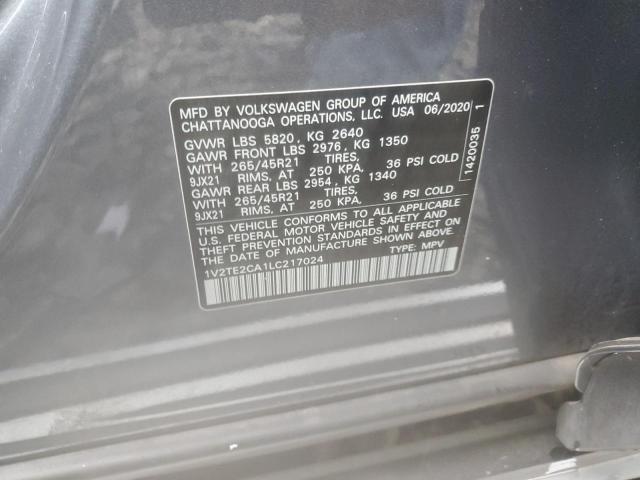 MFD BY VOLKSWAGEN GROUP OF AMERICA
CHATTANOOGA OPERATIONS, LLC. USA 06/2020
GVWR LBS 5820, KG 2640
GAWR FRONT LBS 2976, KG 1350
WITH 265/45R21 TIRES,
9JX21 RIMS, AT 250 KPA, 36 PSI COLD
GAWR REAR LBS 2954, KG 1340
WITH 265/45R21 TIRES,
9JX21 RIMS, AT 250 KPA, 36 PSI COLD
THIS VEHICLE CONFORMS TO ALL APPLICABLE
U.S. FEDERAL MOTOR VEHICLE SAFETY AND
THEFT PREVENTION STANDARDS IN EFFECT ON
THE DATE OF MANUFACTURE SHOWN ABOVE.
1V2TE2CA1LC217024 TYPE: MPV
1420035 1